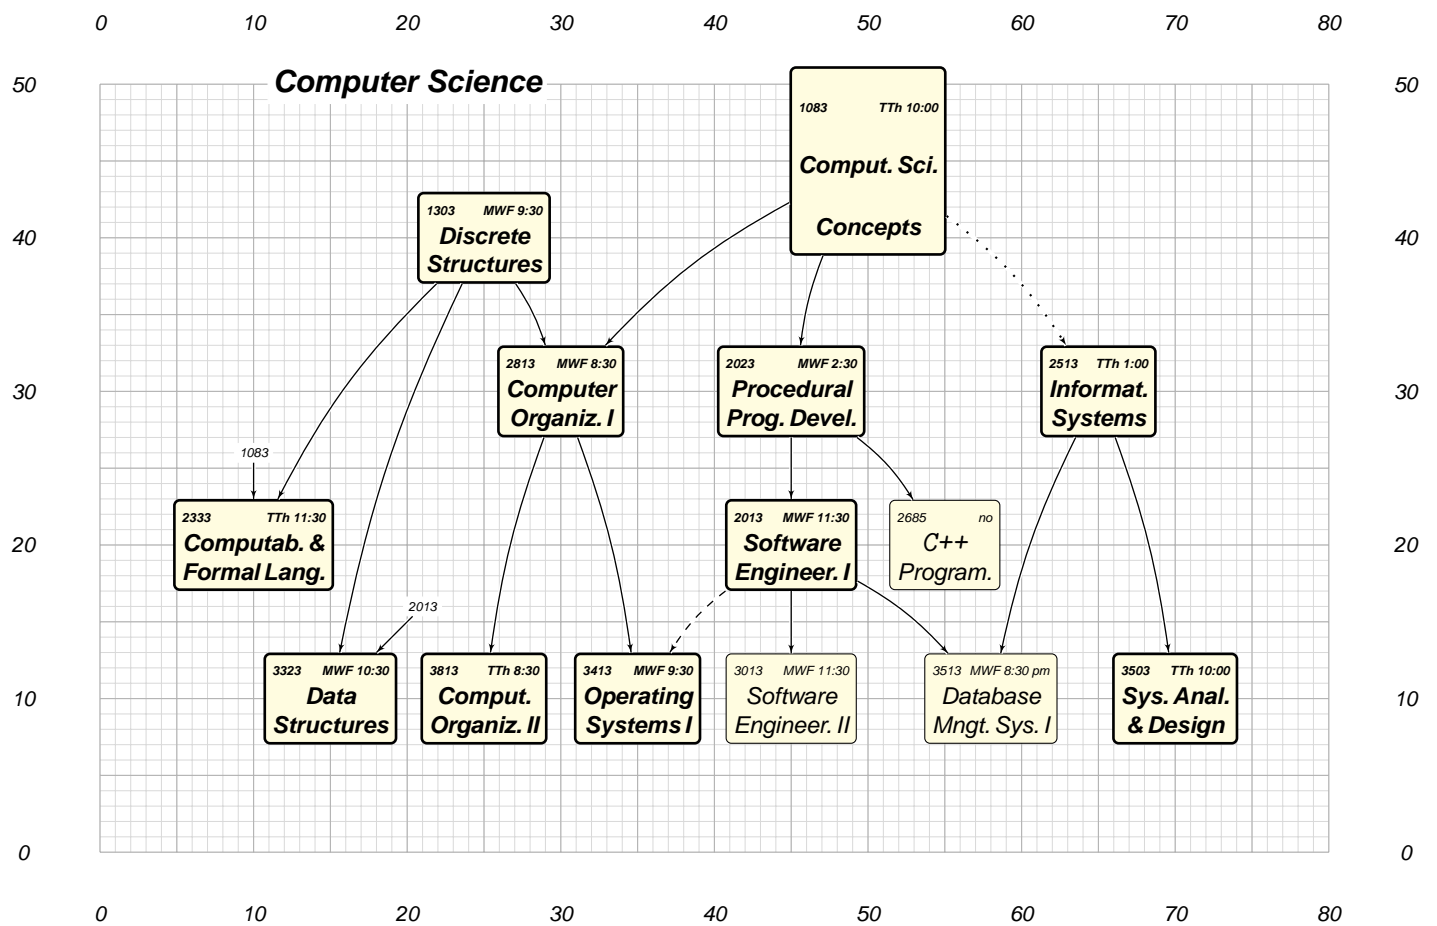 0 10 20 30 40 50 60 70 80
Computer Science
50 50
1083 TTh 10:00
Comput. Sci.
Concepts
1303 MWF 9:30
Discrete
Structures
40 40
2813 MWF 8:30
Computer
Organiz. I
2023 MWF 2:30
Procedural
Prog. Devel.
2513 TTh 1:00
Informat.
Systems
30 30
1083
2333 TTh 11:30
Computab. &
Formal Lang.
2013 MWF 11:30
Software
Engineer. I
2685 no
C++
Program.
20 20
2013
3323 MWF 10:30
Data
Structures
3813 TTh 8:30
Comput.
Organiz. II
3413 MWF 9:30
Operating
Systems I
3013 MWF 11:30
Software
Engineer. II
3513 MWF 8:30 pm
Database
Mngt. Sys. I
3503 TTh 10:00
Sys. Anal.
& Design
10 10
0 0
0 10 20 30 40 50 60 70 80